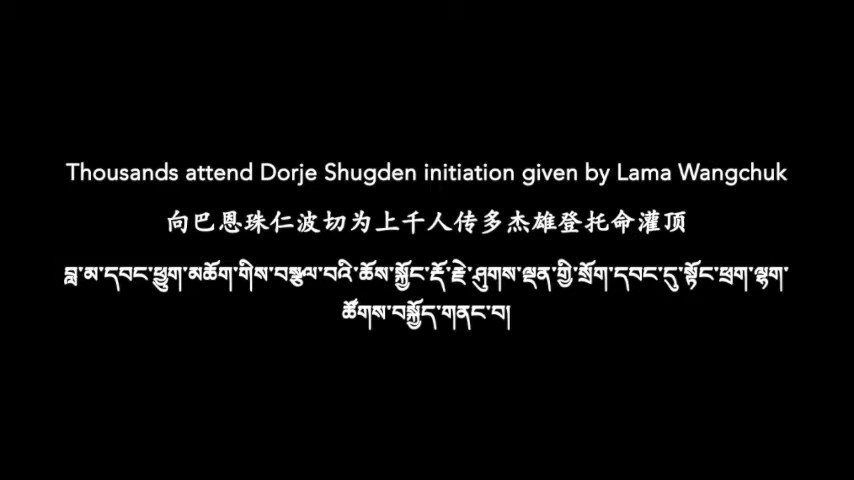 Thousands attend Dorje Shugden initiation given by Lama Wangchuk
向巴恩珠仁波切为上千人传多杰雄登托命灌顶
བླ་མ་དབང་ཕྱུག་མཆོག་གིས་བསྩལ་བའི་ཆོས་སྐྱོང་རྡོ་རྗེ་ཤུགས་ལྡན་གྱི་སྲོག་དབང་དུ་སྟོང་ཕྲག་ལྷག་
ཚོགས་བསྐྱོད་གནང་བ།